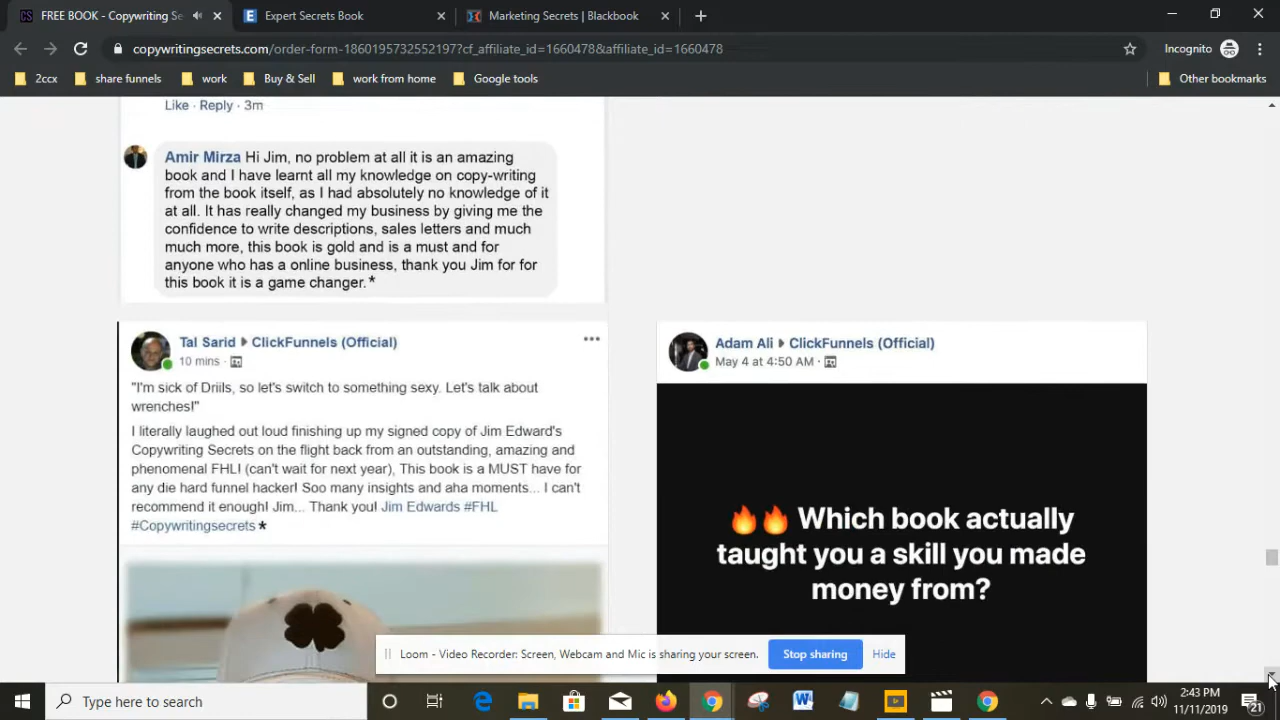 FREE BOOK - Copywriting Se
Expert Secrets Book
Marketing Secrets | Blackbook
copywritingsecrets.com/order-form-18601957325521​97?cf_affiliate_id=1660478&affiliate_id=1660478
Incognito
2ccx
share funnels
work
Buy & Sell
work from home
Google tools
Other bookmarks
Like · Reply · 3m
Amir Mirza Hi Jim, no problem at all it is an amazing
book and I have learnt all my knowledge on copy-writing
from the book itself, as I had absolutely no knowledge of it
at all. It has really changed my business by giving me the
confidence to write descriptions, sales letters and much
much more, this book is gold and is a must and for
anyone who has a online business, thank you Jim for for
this book it is a game changer.*
Tal Sarid ▸ ClickFunnels (Official)
10 mins ·
"I'm sick of Driils, so let's switch to something sexy. Let's talk about
wrenches!"
I literally laughed out loud finishing up my signed copy of Jim Edward's
Copywriting Secrets on the flight back from an outstanding, amazing and
phenomenal FHL! (can't wait for next year), This book is a MUST have for
any die hard funnel hacker! Soo many insights and aha moments... I can't
recommend it enough! Jim... Thank you! Jim Edwards #FHL
#Copywritingsecrets *
Adam Ali ▸ ClickFunnels (Official)
May 4 at 4:50 AM ·
🔥🔥 Which book actually
taught you a skill you made
money from?
Loom - Video Recorder: Screen, Webcam and Mic is sharing your screen.
Stop sharing
Hide
Type here to search
2:43 PM
11/11/2019
21